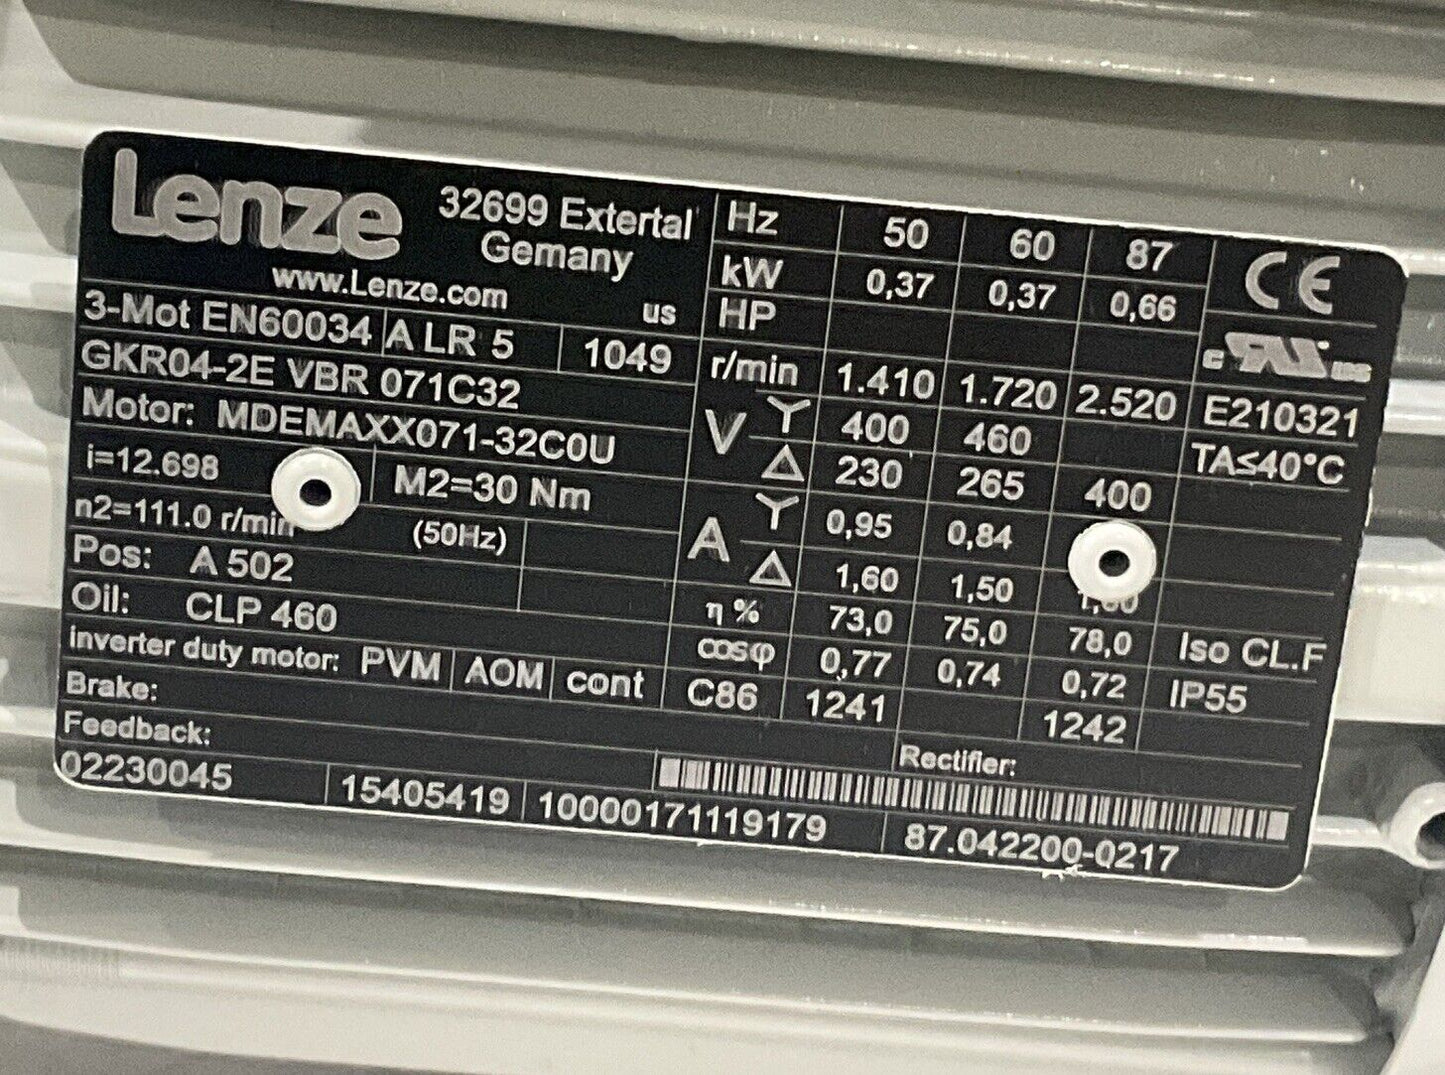 Lenze
32699 Extertal
Gemany
www.Lenze.com
us
3-Mot EN60034 A LR 5 1049
GKR04-2E VBR 071C32
Motor: MDEMAXX071-32C0U
i=12.698 M2=30 Nm
n2=111.0 r/min (50Hz)
Pos: A 502
Oil: CLP 460
inverter duty motor: PVM AOM cont
Brake:
Feedback:
Hz 50 60 87
kW 0,37 0,37 0,66
HP
r/min 1.410 1.720 2.520
V Y 400 460
Δ 230 265 400
A Y 0,95 0,84
Δ 1,60 1,50
η % 73,0 75,0 78,0
cosφ 0,77 0,74 0,72
C86 1241 1242
CE
c us
E210321
TA≤40°C
Iso CL.F
IP55
Rectifier:
02230045 15405419 10000171119179 87.042200-0217